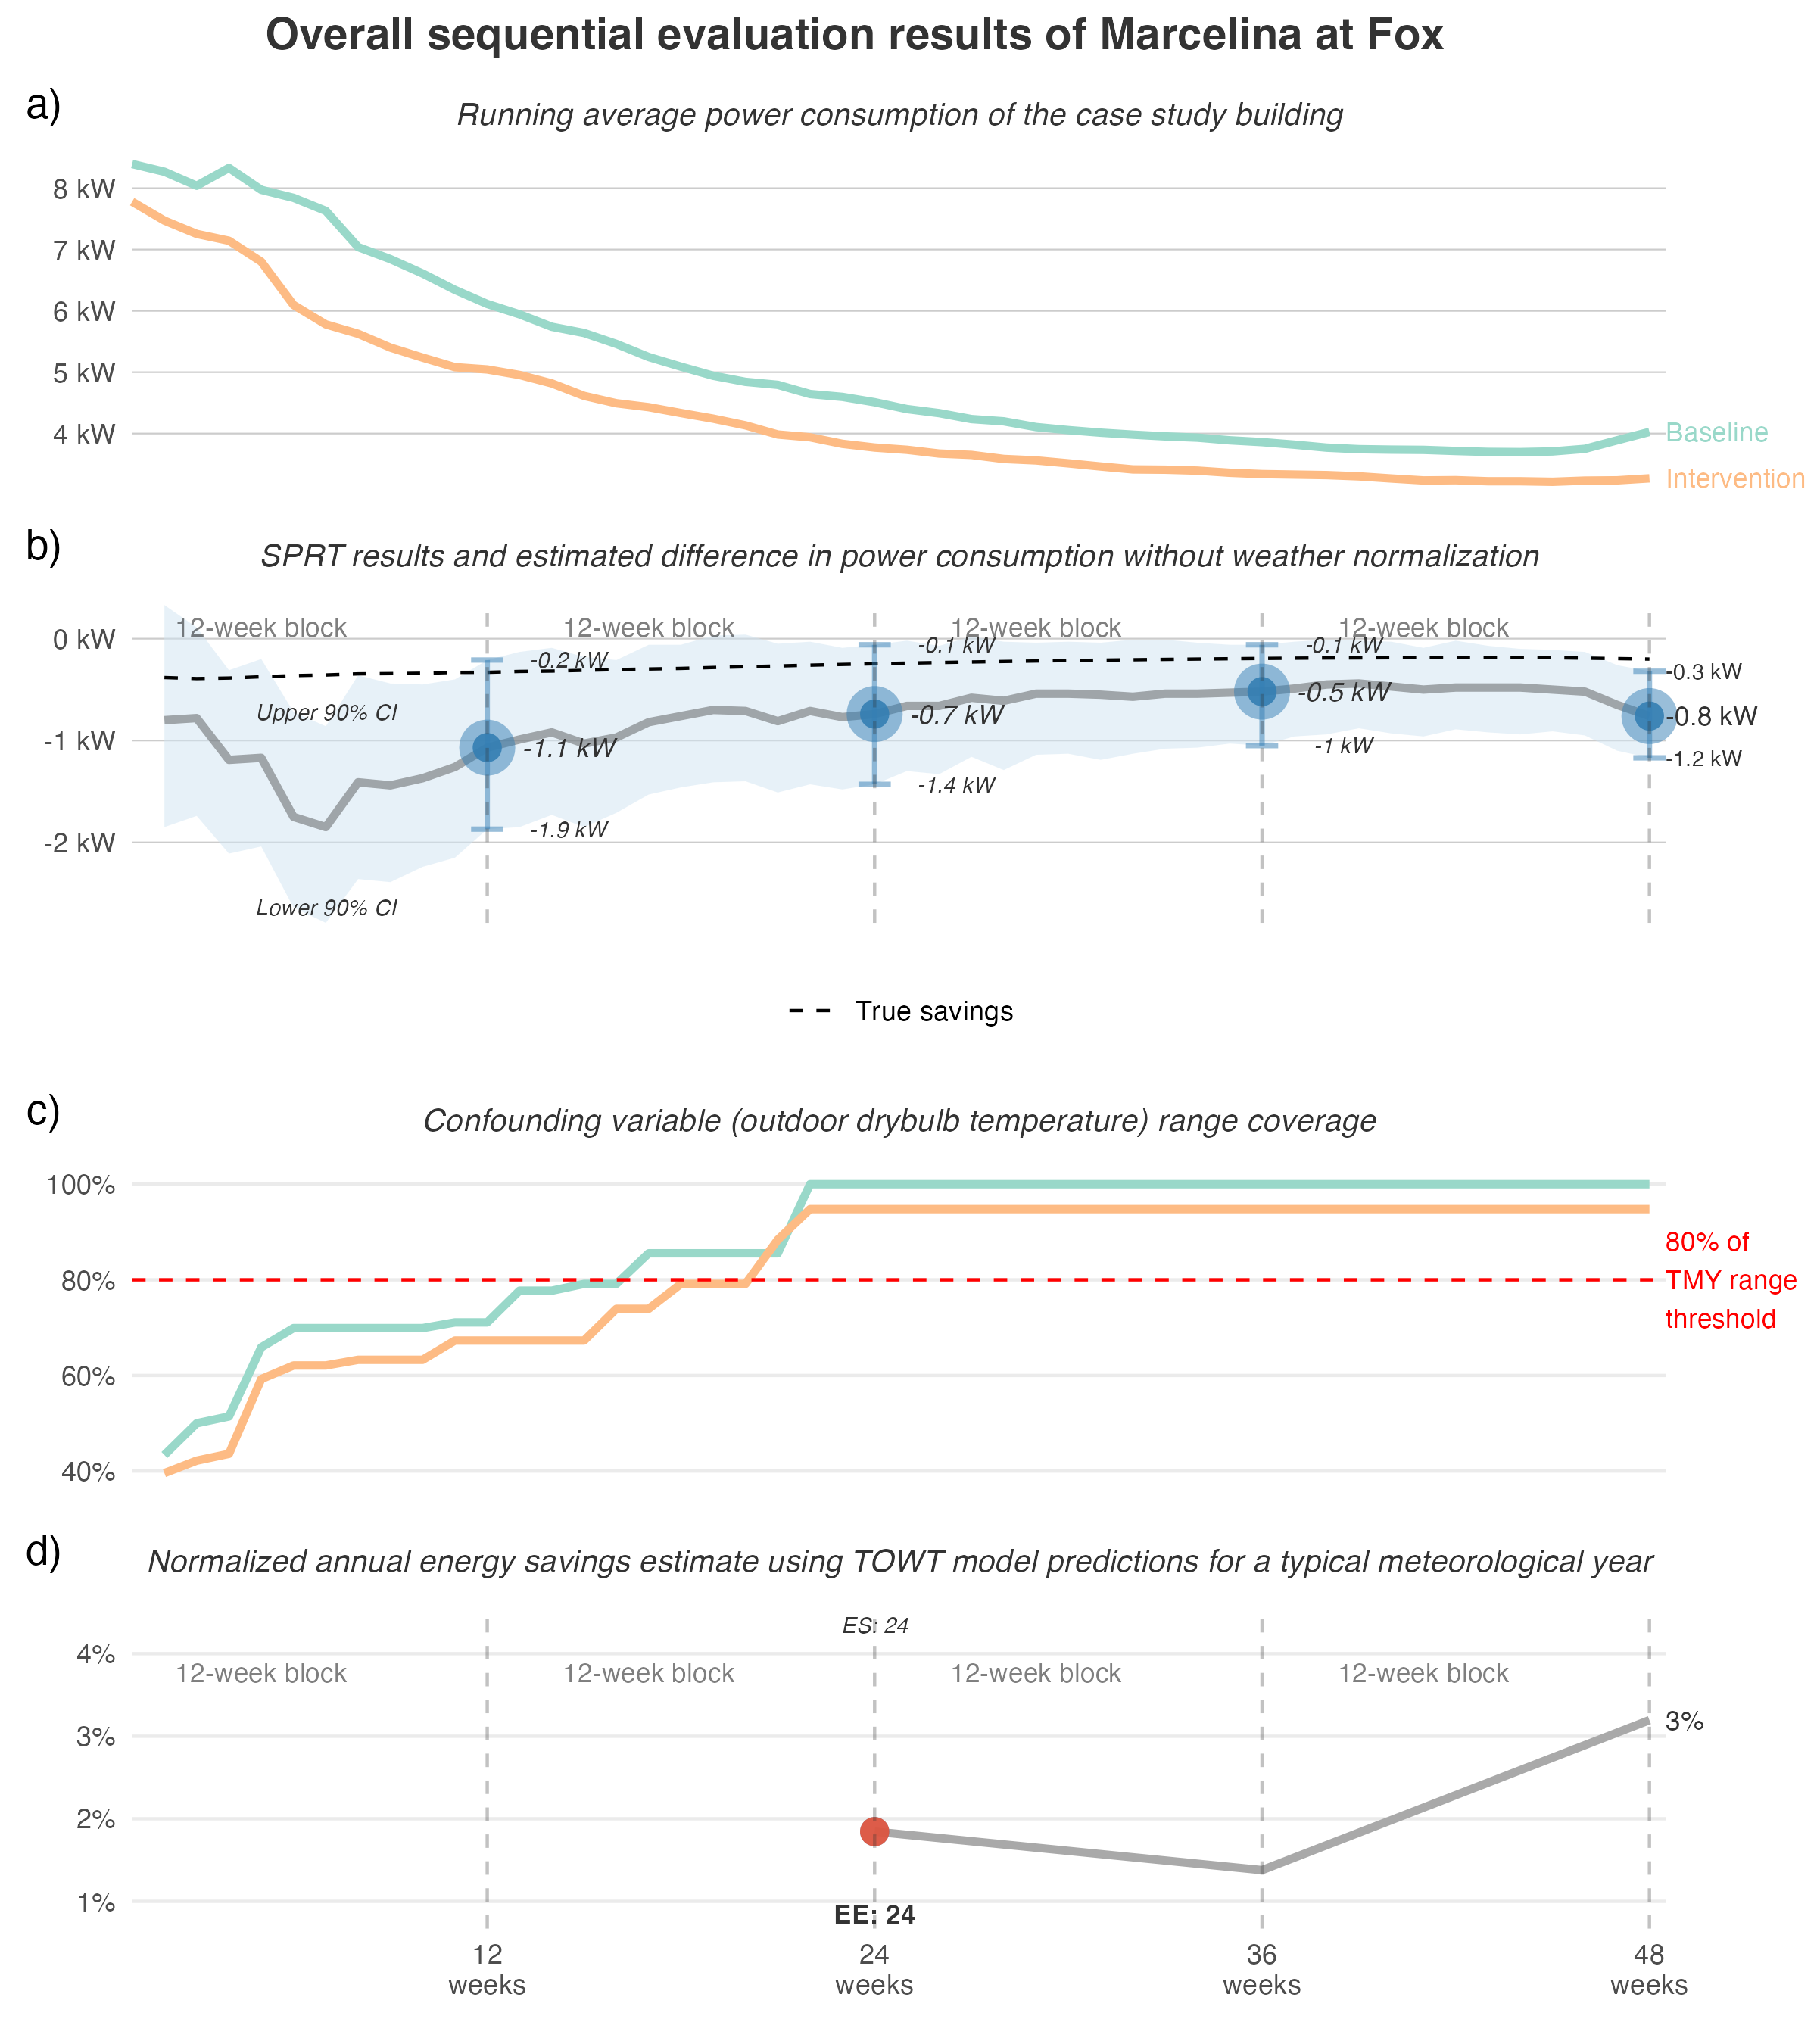 Overall sequential evaluation results of Marcelina at Fox
a)
Running average power consumption of the case study building
8 kW
7 kW
6 kW
5 kW
4 kW
Baseline
Intervention
b)
SPRT results and estimated difference in power consumption without weather normalization
12-week block
12-week block
12-week block
12-week block
0 kW
-1 kW
-2 kW
-0.2 kW
-0.1 kW
-0.1 kW
-0.3 kW
Upper 90% CI
-1.1 kW
-0.7 kW
-0.5 kW
-0.8 kW
-1.9 kW
-1.4 kW
-1 kW
-1.2 kW
Lower 90% CI
True savings
c)
Confounding variable (outdoor drybulb temperature) range coverage
100%
80%
60%
40%
80% of
TMY range
threshold
d)
Normalized annual energy savings estimate using TOWT model predictions for a typical meteorological year
ES: 24
4%
3%
2%
1%
12-week block
12-week block
12-week block
12-week block
3%
EE: 24
12
weeks
24
weeks
36
weeks
48
weeks